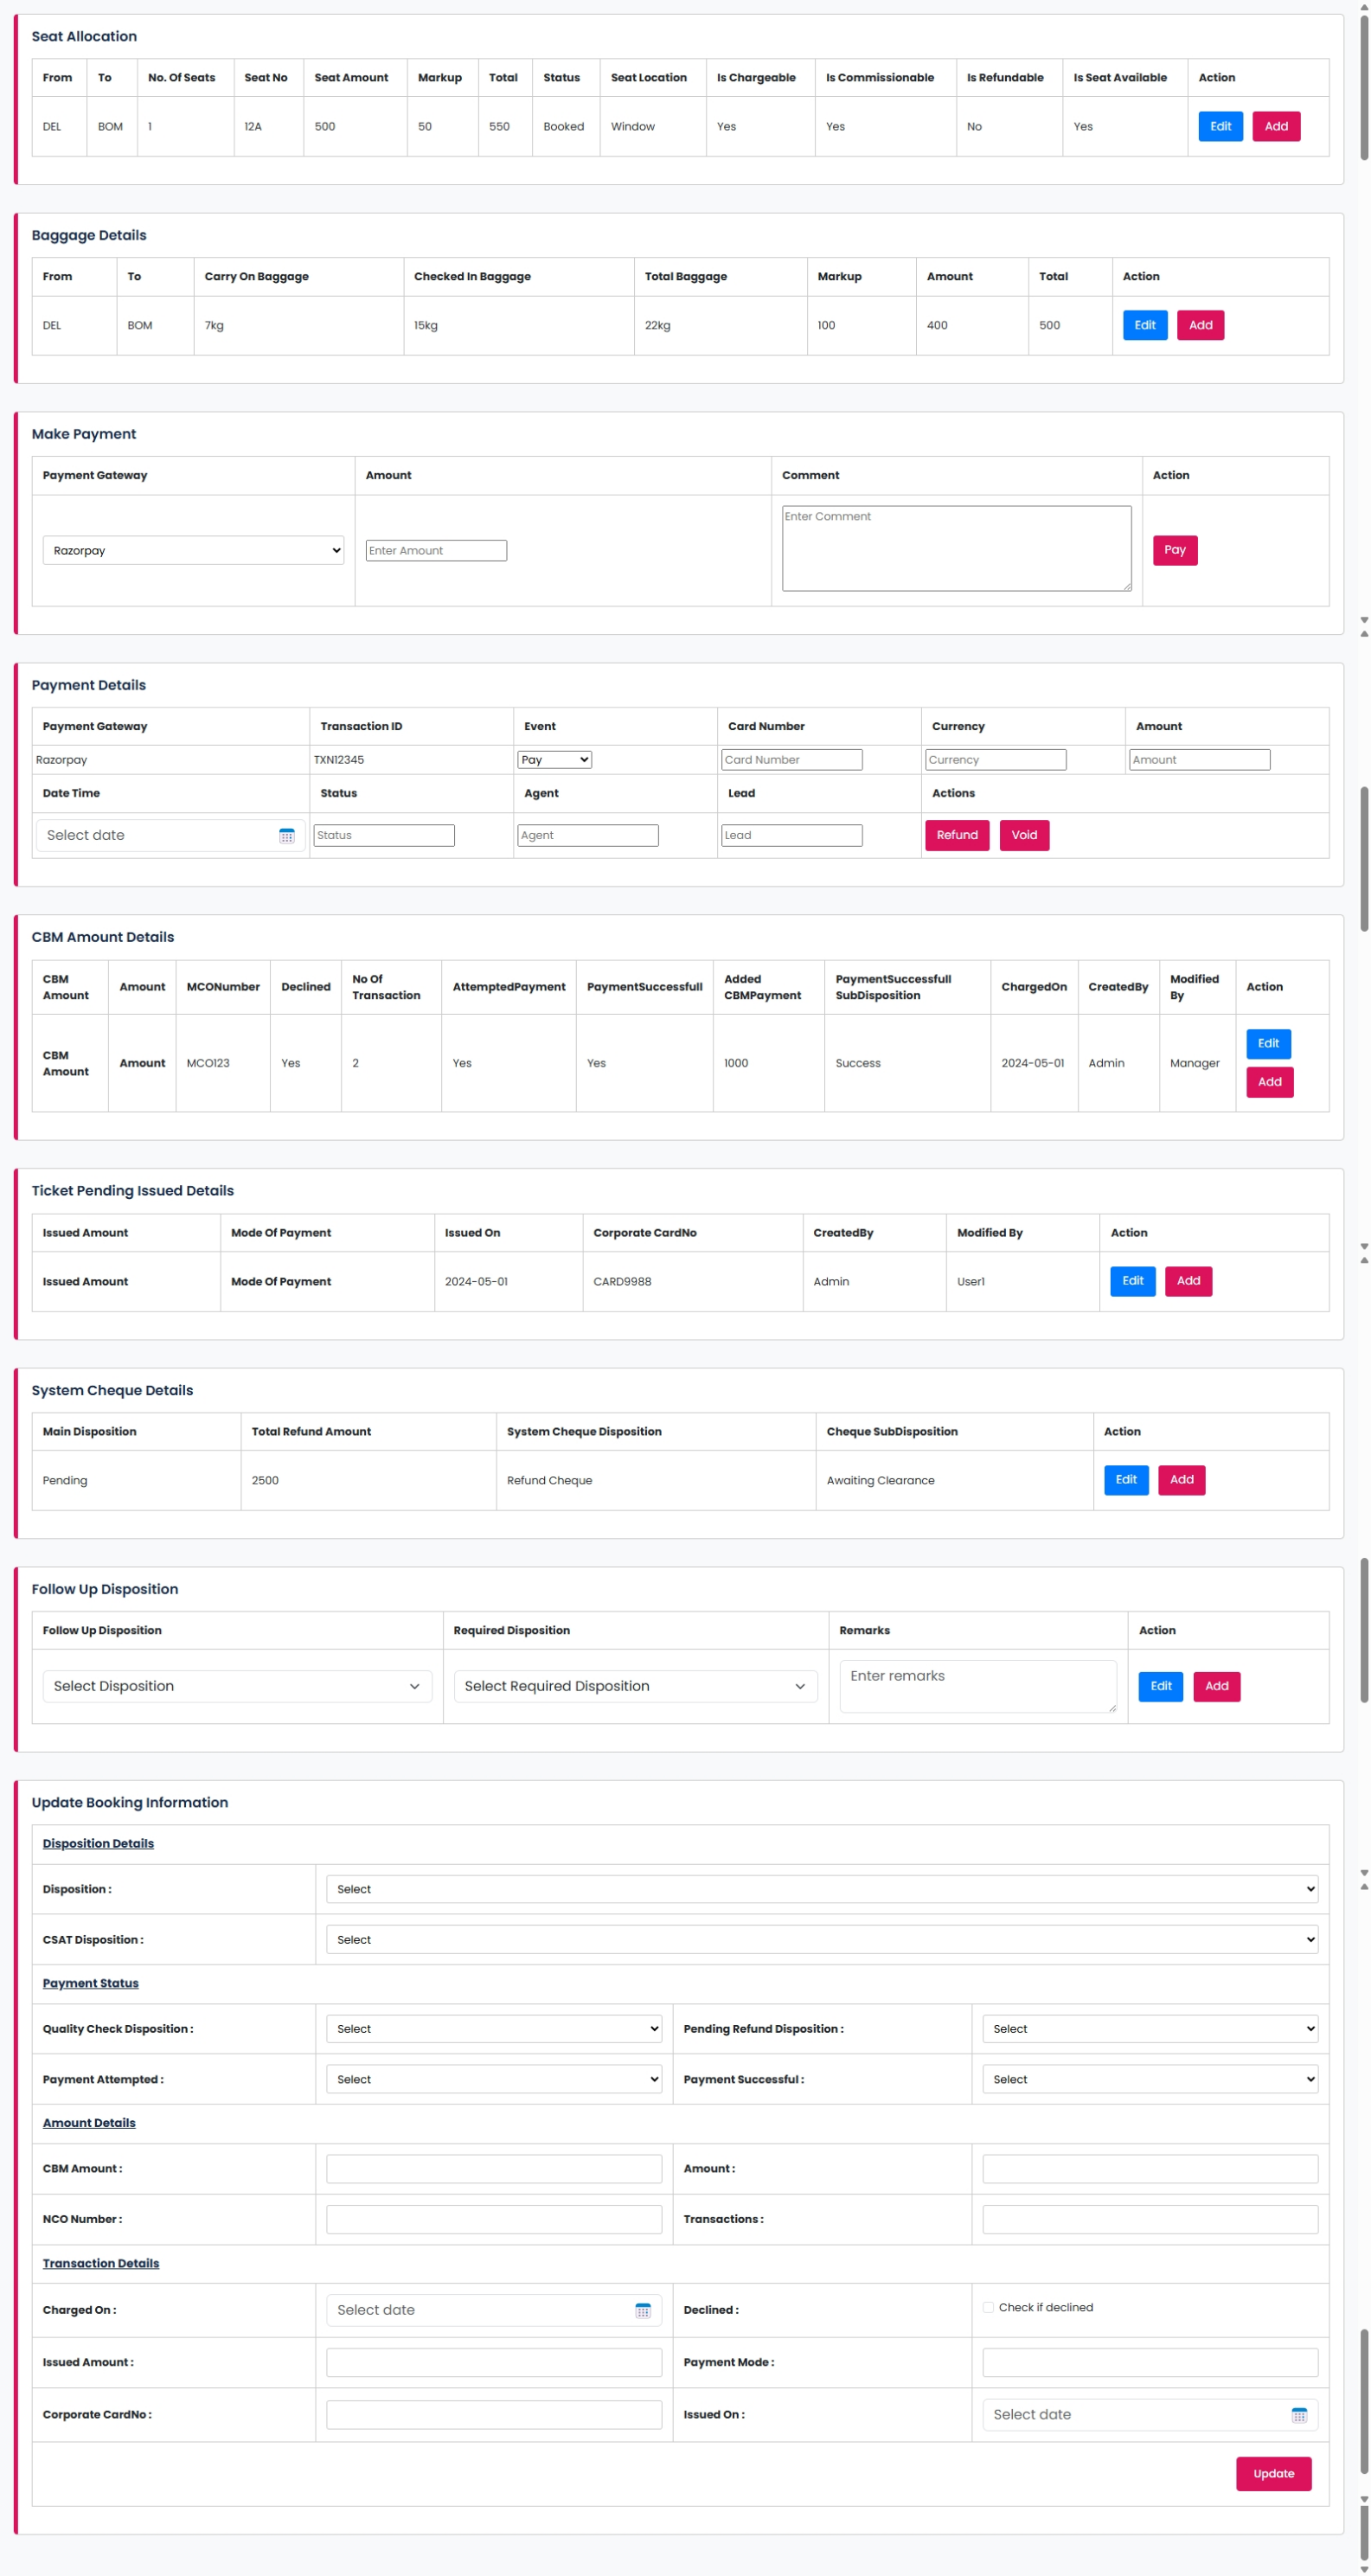 Seat Allocation
From To No. Of Seats Seat No Seat Amount Markup Total Status Seat Location Is Chargeable Is Commissionable Is Refundable Is Seat Available Action
DEL BOM 1 12A 500 50 550 Booked Window Yes Yes No Yes Edit Add
Baggage Details
From To Carry On Baggage Checked In Baggage Total Baggage Markup Amount Total Action
DEL BOM 7kg 15kg 22kg 100 400 500 Edit Add
Make Payment
Payment Gateway Amount Comment Action
Razorpay Enter Amount Enter Comment Pay
Payment Details
Payment Gateway Transaction ID Event Card Number Currency Amount
Razorpay TXN12345 Pay Card Number Currency Amount
Date Time Status Agent Lead Actions
Select date Status Agent Lead Refund Void
CBM Amount Details
CBM Amount Amount MCONumber Declined No Of Transaction AttemptedPayment PaymentSuccessfull Added CBMPayment PaymentSuccessfull SubDisposition ChargedOn CreatedBy Modified By Action
CBM Amount Amount MCO123 Yes 2 Yes Yes 1000 Success 2024-05-01 Admin Manager Edit Add
Ticket Pending Issued Details
Issued Amount Mode Of Payment Issued On Corporate CardNo CreatedBy Modified By Action
Issued Amount Mode Of Payment 2024-05-01 CARD9988 Admin User1 Edit Add
System Cheque Details
Main Disposition Total Refund Amount System Cheque Disposition Cheque SubDisposition Action
Pending 2500 Refund Cheque Awaiting Clearance Edit Add
Follow Up Disposition
Follow Up Disposition Required Disposition Remarks Action
Select Disposition Select Required Disposition Enter remarks Edit Add
Update Booking Information
Disposition Details
Disposition : Select
CSAT Disposition : Select
Payment Status
Quality Check Disposition : Select Pending Refund Disposition : Select
Payment Attempted : Select Payment Successful : Select
Amount Details
CBM Amount : Amount :
NCO Number : Transactions :
Transaction Details
Charged On : Select date Declined : Check if declined
Issued Amount : Payment Mode :
Corporate CardNo : Issued On : Select date
Update